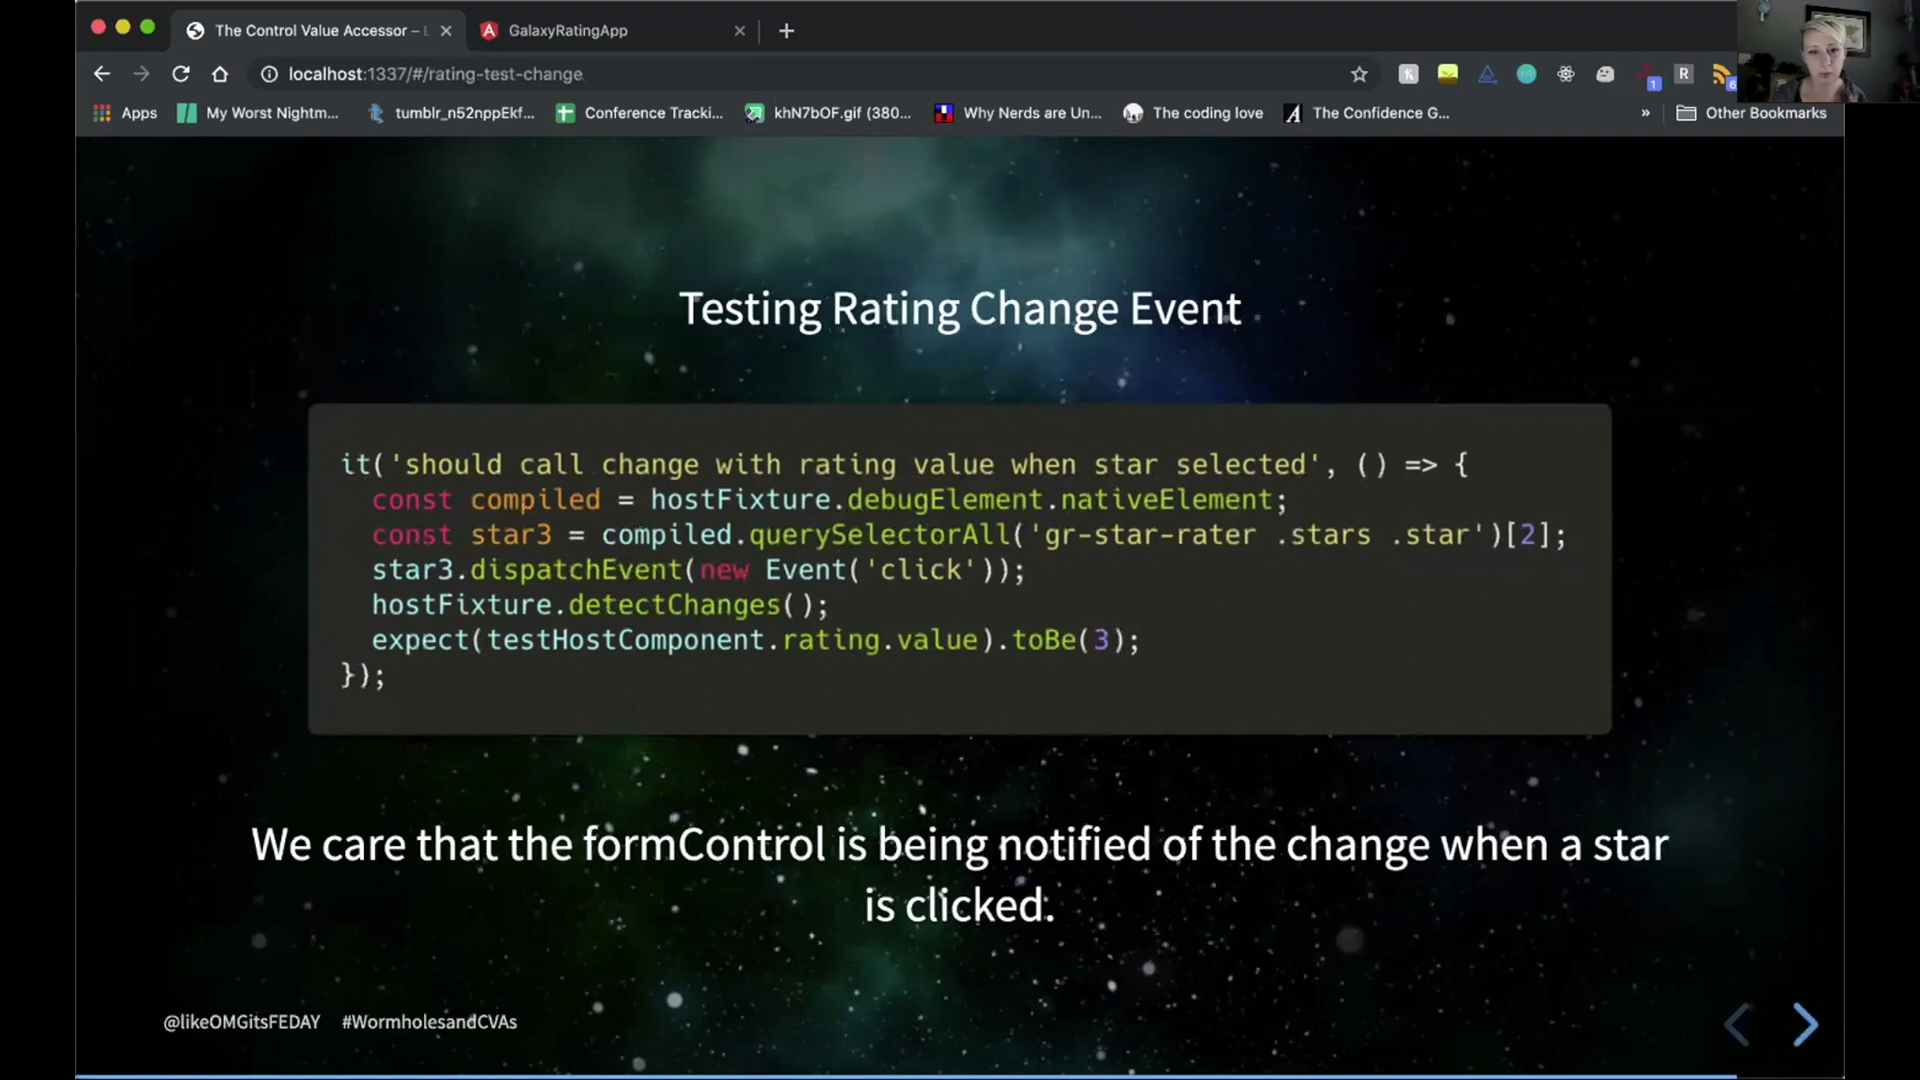 The Control Value Accessor – L
GalaxyRatingApp
localhost:1337/#/rating-test-change
R
1
6
Apps
My Worst Nightm...
tumblr_n52nppEkf...
Conference Tracki...
khN7bOF.gif (380...
Why Nerds are Un...
The coding love
The Confidence G...
»
Other Bookmarks
Testing Rating Change Event
it('should call change with rating value when star selected', () => {
  const compiled = hostFixture.debugElement.nativeElement;
  const star3 = compiled.querySelectorAll('gr-star-rater .stars .star')[2];
  star3.dispatchEvent(new Event('click'));
  hostFixture.detectChanges();
  expect(testHostComponent.rating.value).toBe(3);
});
We care that the formControl is being notified of the change when a star
is clicked.
@likeOMGitsFEDAY #WormholesandCVAs